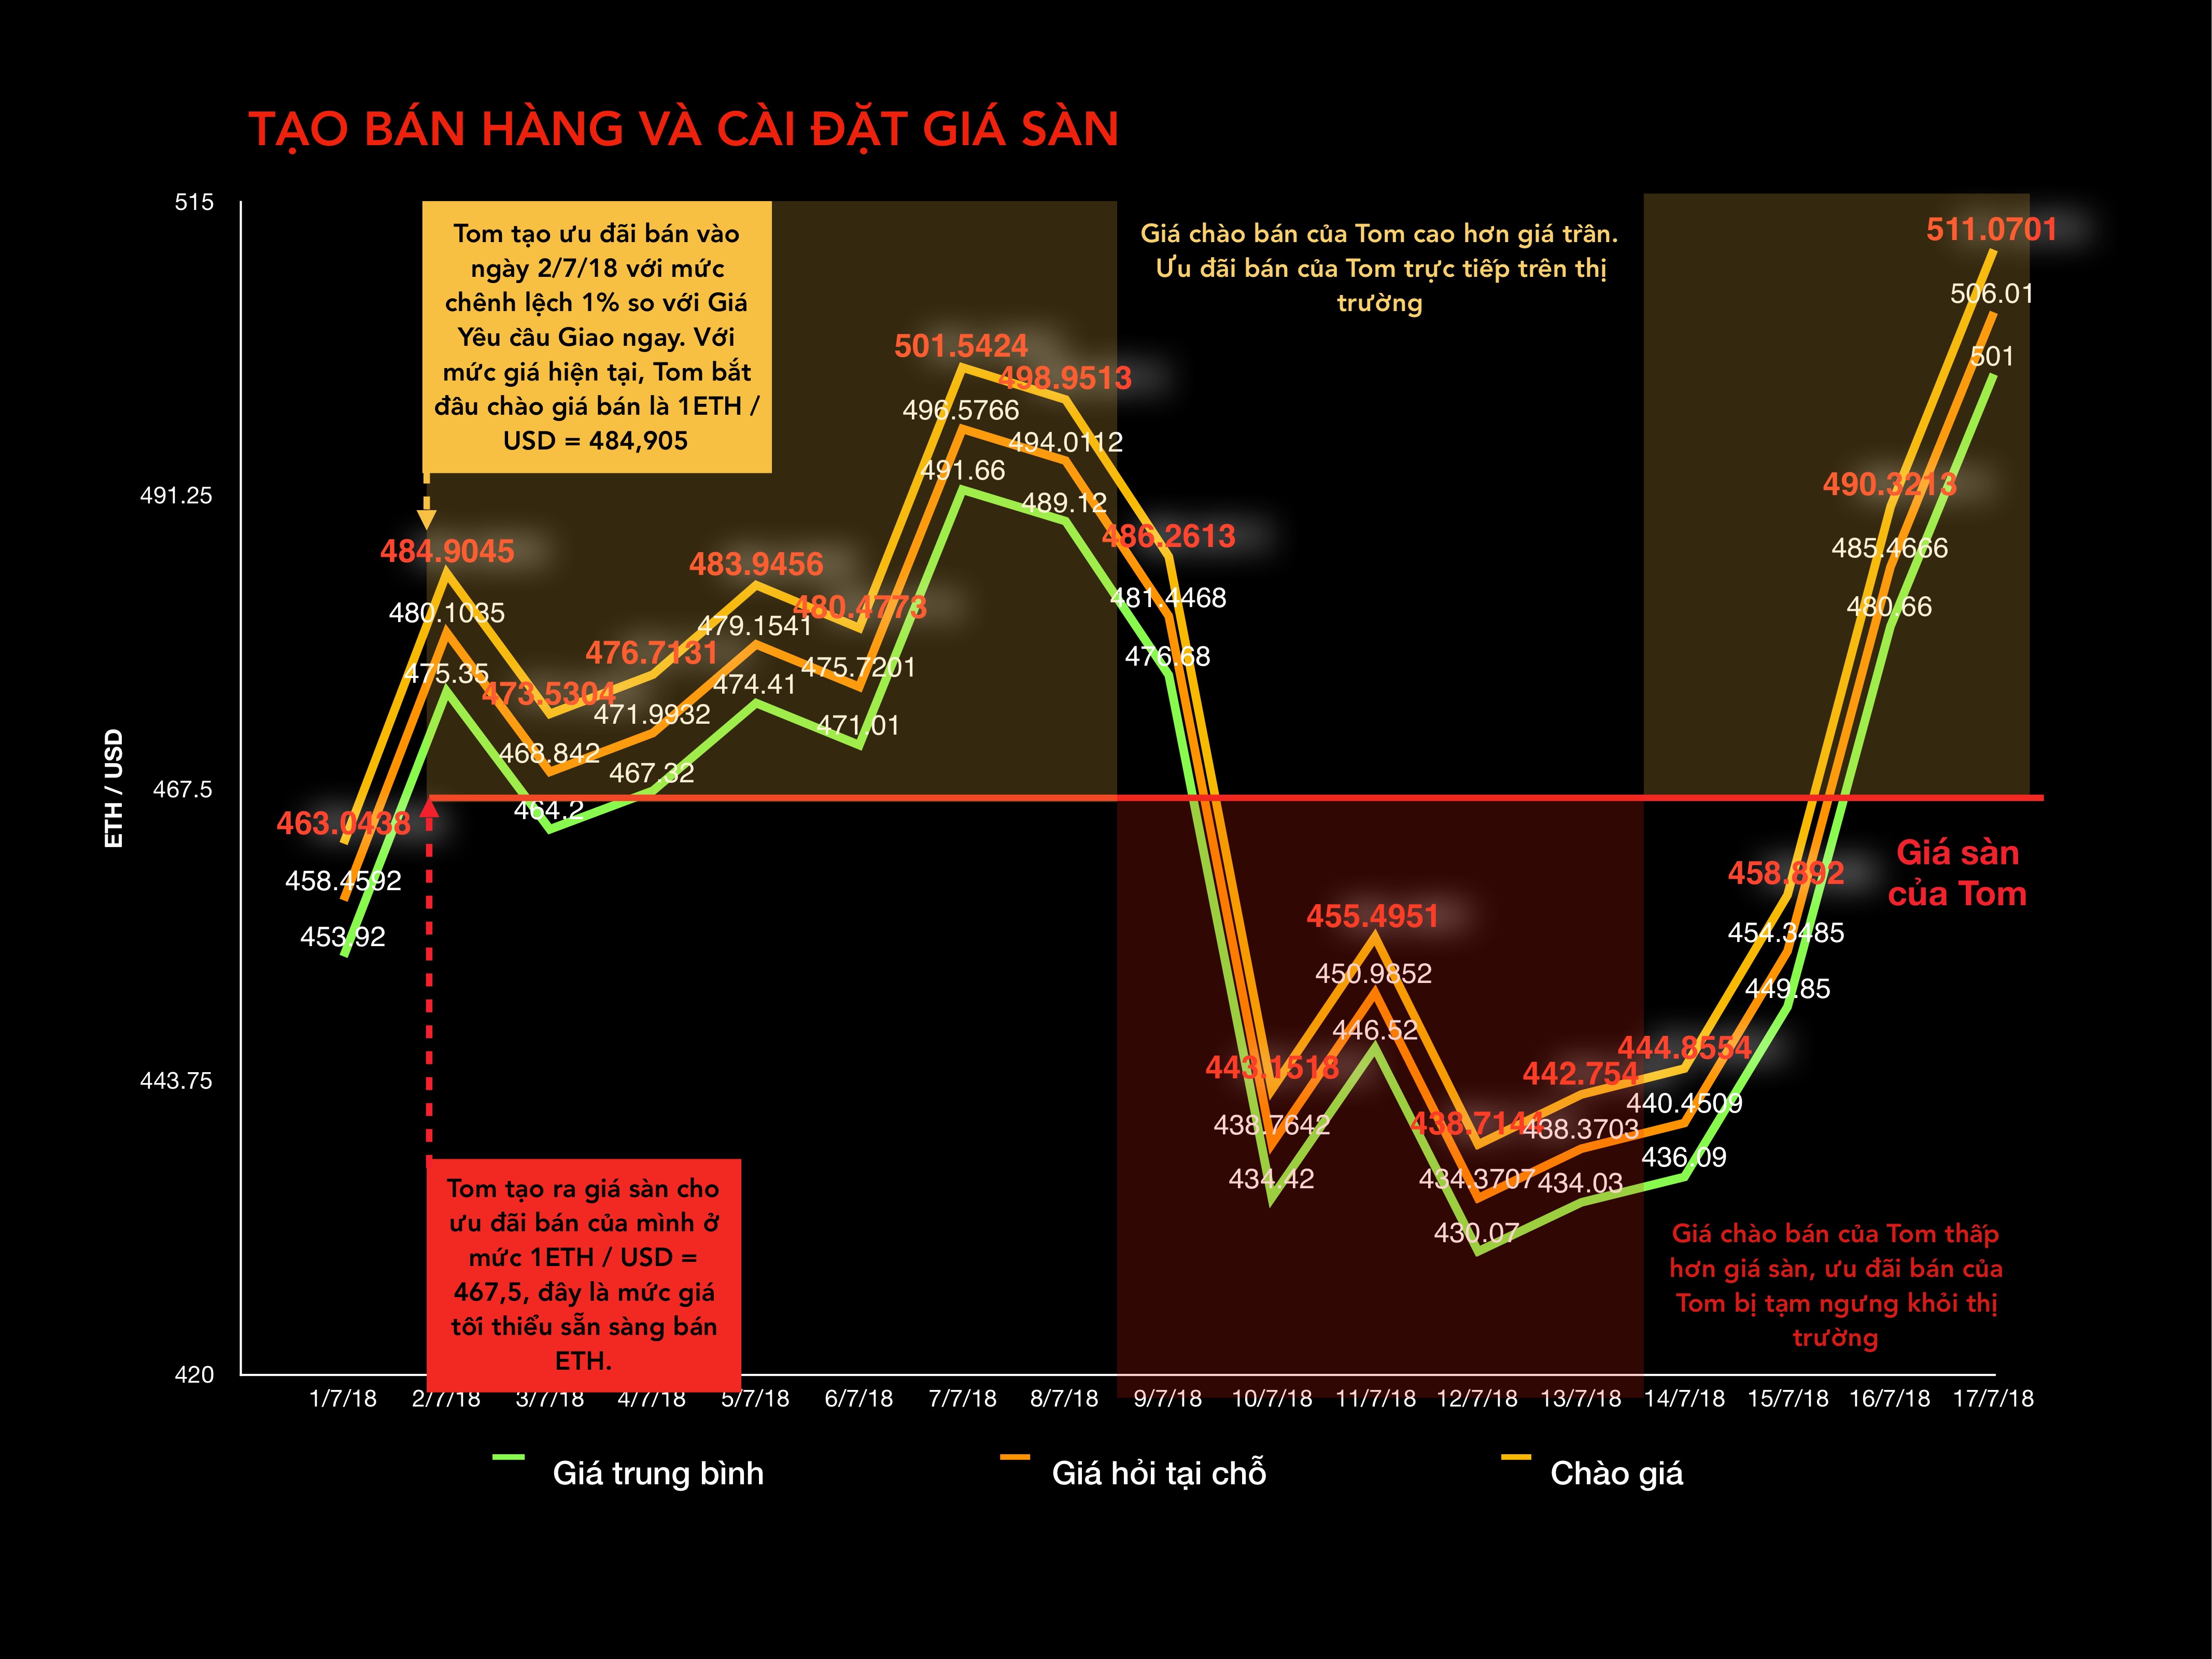 TẠO BÁN HÀNG VÀ CÀI ĐẶT GIÁ SÀN
ETH / USD
515
491.25
467.5
443.75
420
Tom tạo ưu đãi bán vào
ngày 2/7/18 với mức
chênh lệch 1% so với Giá
Yêu cầu Giao ngay. Với
mức giá hiện tại, Tom bắt
đầu chào giá bán là 1ETH /
USD = 484,905
Giá chào bán của Tom cao hơn giá trần.
Ưu đãi bán của Tom trực tiếp trên thị
trường
463.0438
458.4592
453.92
484.9045
480.1035
475.35
473.5304
468.842
464.2
476.7131
471.9932
467.32
483.9456
479.1541
474.41
480.4773
475.7201
471.01
501.5424
496.5766
491.66
498.9513
494.0112
489.12
486.2613
481.4468
476.68
443.1518
438.7642
434.42
455.4951
450.9852
446.52
438.7144
434.3707
430.07
442.754
438.3703
434.03
444.8554
440.4509
436.09
458.892
454.3485
449.85
490.3213
485.4666
480.66
511.0701
506.01
501
Giá sàn
của Tom
Tom tạo ra giá sàn cho
ưu đãi bán của mình ở
mức 1ETH / USD =
467,5, đây là mức giá
tối thiểu sẵn sàng bán
ETH.
Giá chào bán của Tom thấp
hơn giá sàn, ưu đãi bán của
Tom bị tạm ngưng khỏi thị
trường
1/7/18 2/7/18 3/7/18 4/7/18 5/7/18 6/7/18 7/7/18 8/7/18 9/7/18 10/7/18 11/7/18 12/7/18 13/7/18 14/7/18 15/7/18 16/7/18 17/7/18
Giá trung bình Giá hỏi tại chỗ Chào giá